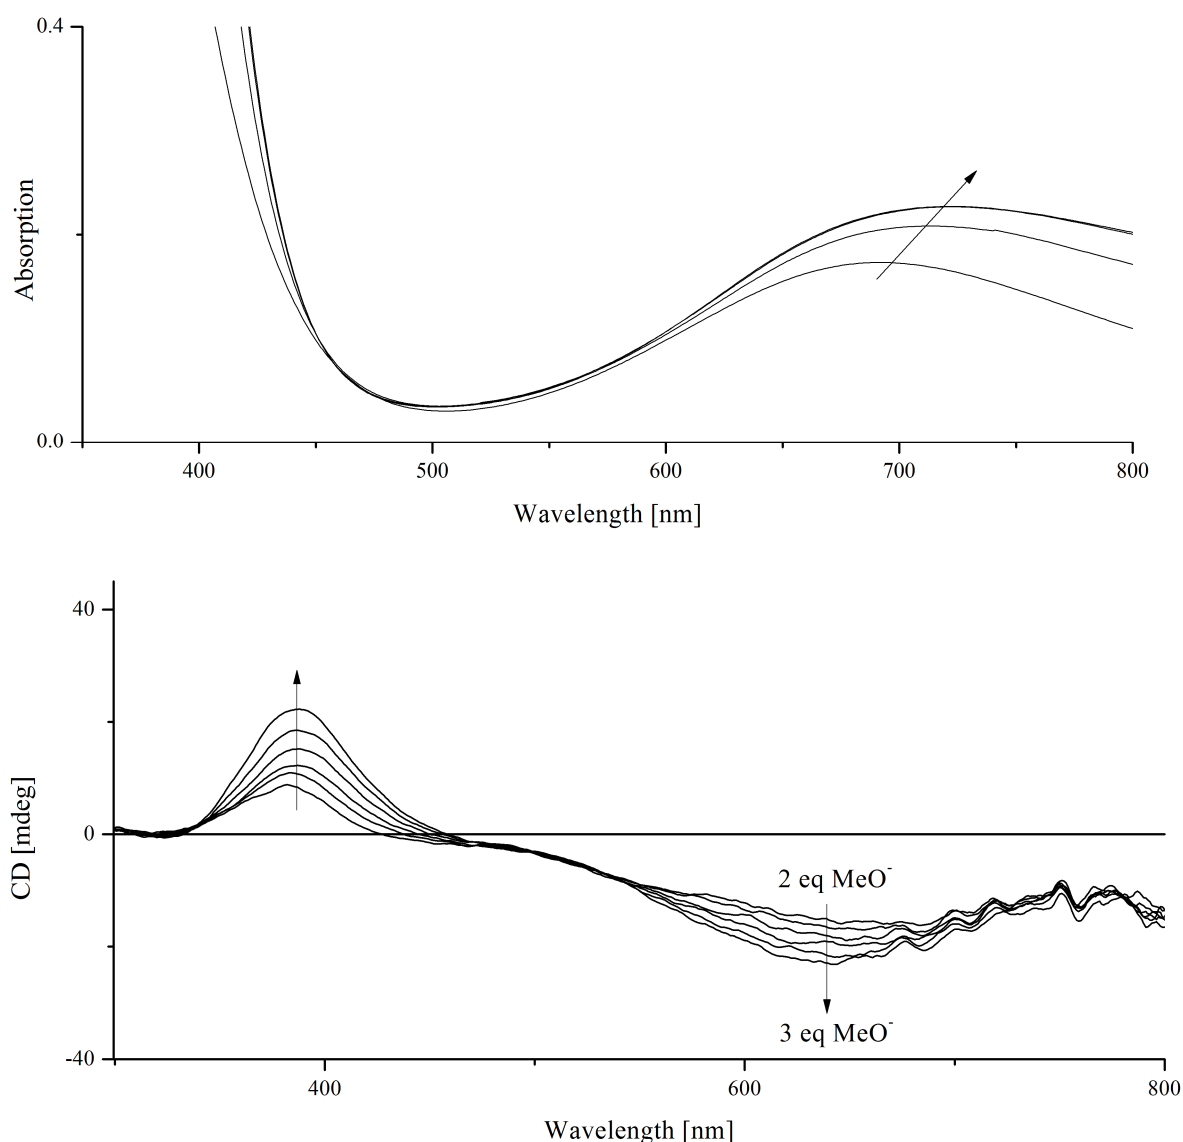 0.4
Absorption
0.0
400
500
600
700
800
Wavelength [nm]
40
CD [mdeg]
0
2 eq MeO⁻
3 eq MeO⁻
-40
400
600
800
Wavelength [nm]